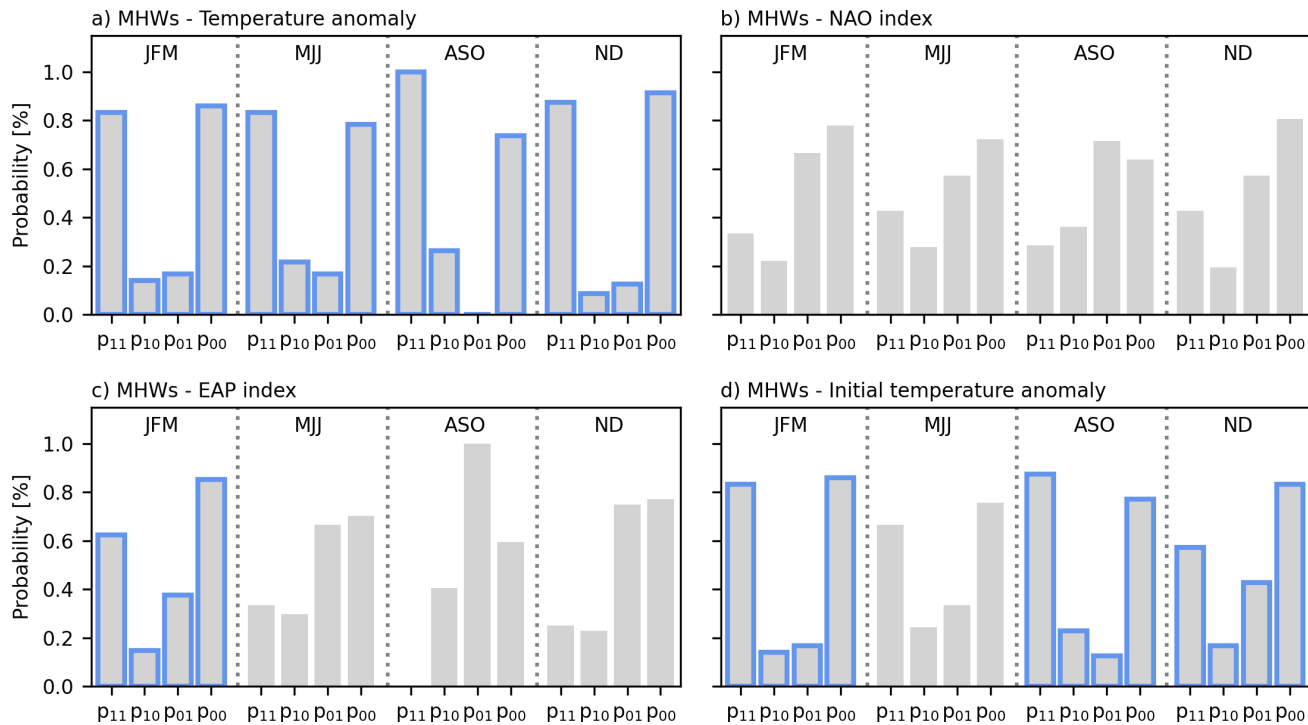 a) MHWs - Temperature anomaly
JFM MJJ ASO ND
Probability [%]
1.0
0.8
0.6
0.4
0.2
0.0
p₁₁ p₁₀ p₀₁ p₀₀ p₁₁ p₁₀ p₀₁ p₀₀ p₁₁ p₁₀ p₀₁ p₀₀ p₁₁ p₁₀ p₀₁ p₀₀
b) MHWs - NAO index
JFM MJJ ASO ND
p₁₁ p₁₀ p₀₁ p₀₀ p₁₁ p₁₀ p₀₁ p₀₀ p₁₁ p₁₀ p₀₁ p₀₀ p₁₁ p₁₀ p₀₁ p₀₀
c) MHWs - EAP index
JFM MJJ ASO ND
Probability [%]
1.0
0.8
0.6
0.4
0.2
0.0
p₁₁ p₁₀ p₀₁ p₀₀ p₁₁ p₁₀ p₀₁ p₀₀ p₁₁ p₁₀ p₀₁ p₀₀ p₁₁ p₁₀ p₀₁ p₀₀
d) MHWs - Initial temperature anomaly
JFM MJJ ASO ND
p₁₁ p₁₀ p₀₁ p₀₀ p₁₁ p₁₀ p₀₁ p₀₀ p₁₁ p₁₀ p₀₁ p₀₀ p₁₁ p₁₀ p₀₁ p₀₀